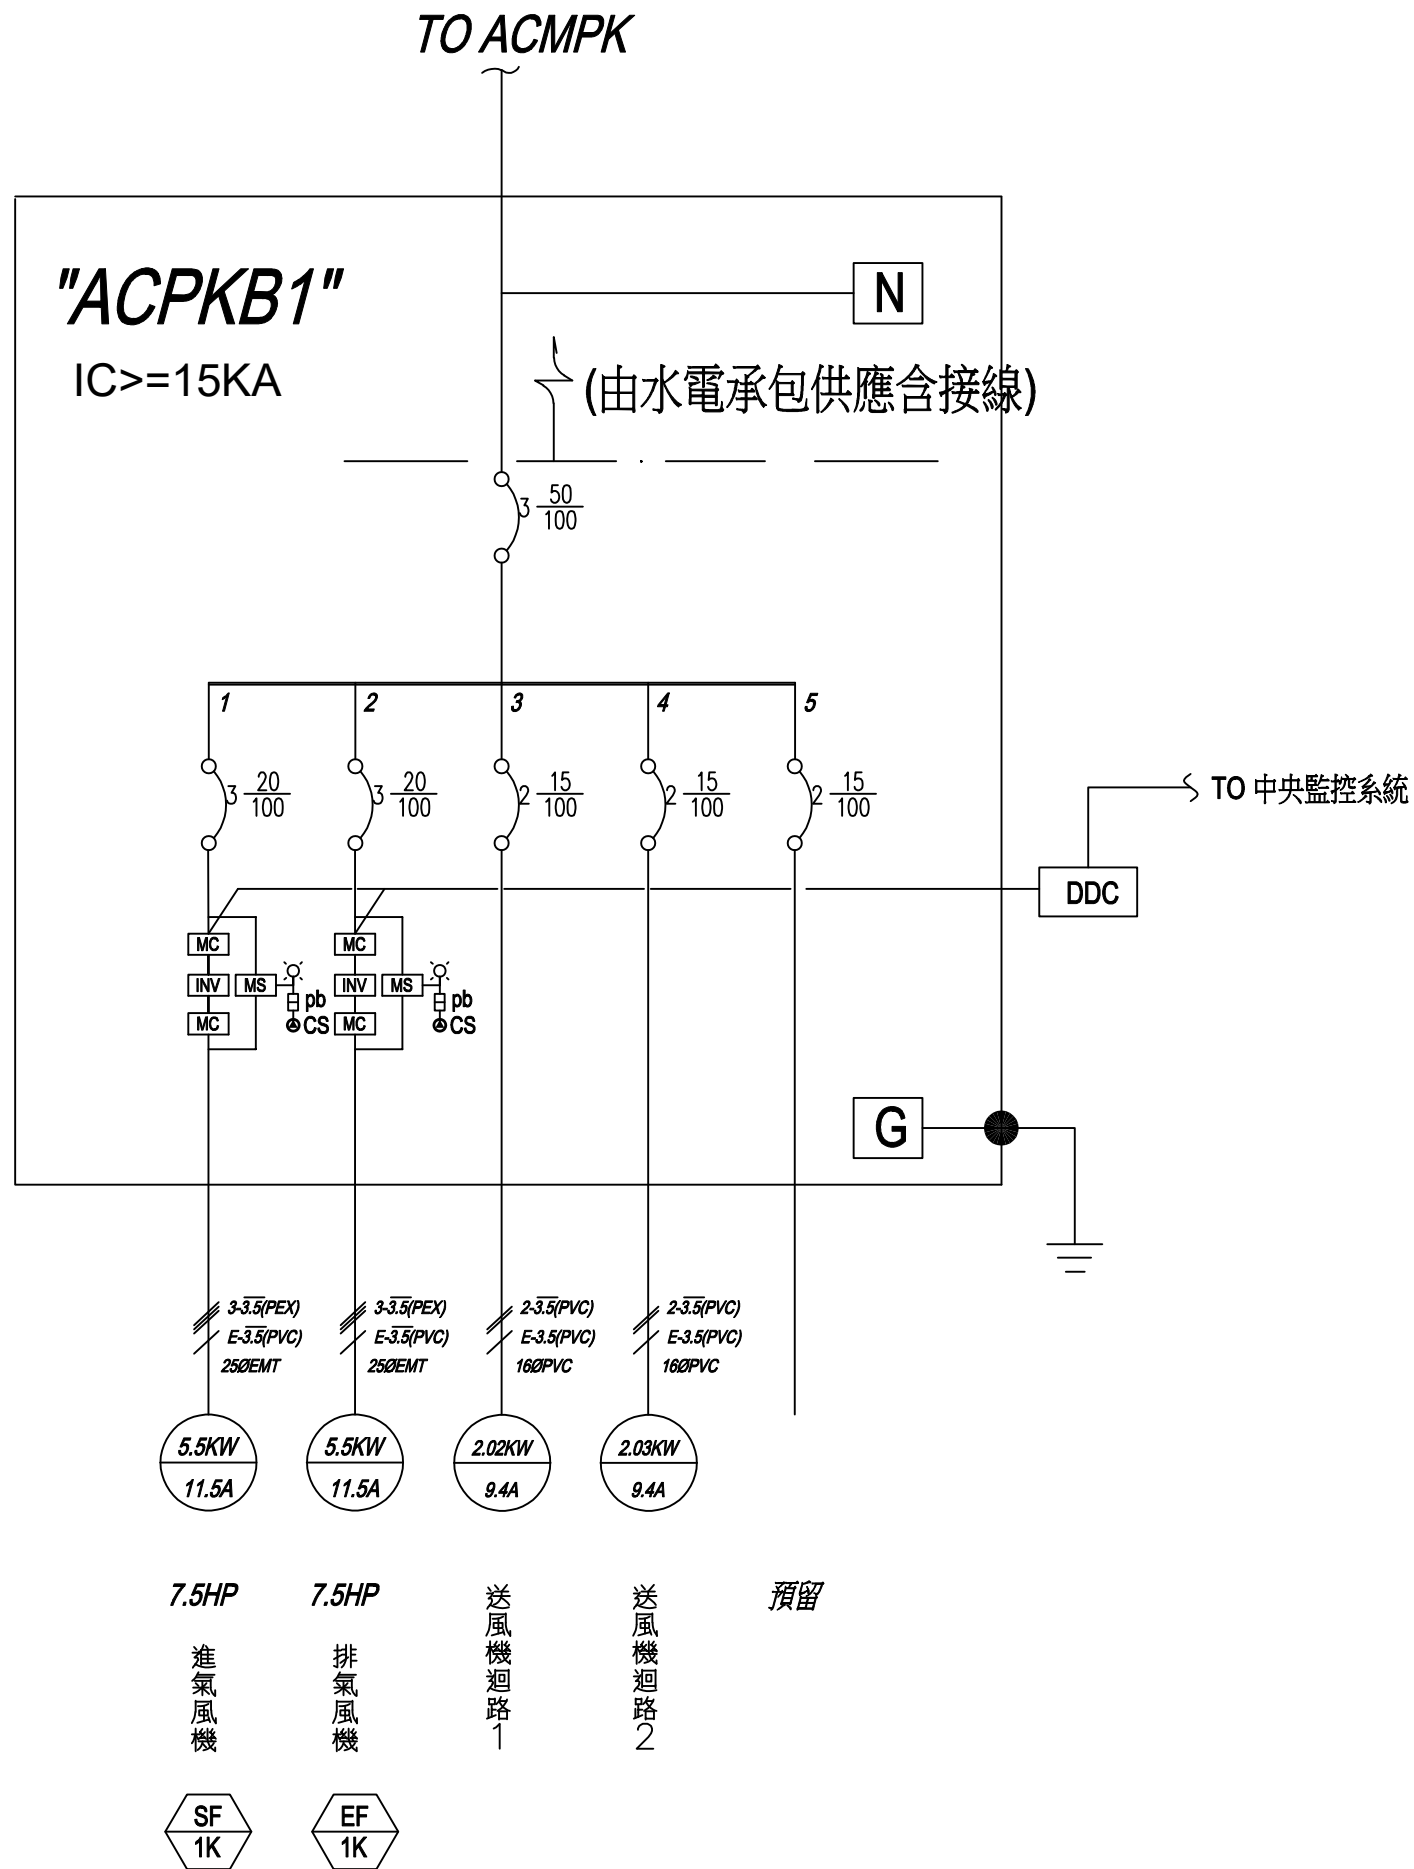 TO ACMPK
"ACPKB1"
IC>=15KA
N
(由水電承包供應含接線)
3 50/100
1 2 3 4 5
3 20/100
3 20/100
2 15/100
2 15/100
2 15/100
TO 中央監控系統
DDC
MC
INV MS
MC
pb
CS
MC
INV MS
MC
pb
CS
G
3-3.5(PEX)
E-3.5(PVC)
25ØEMT
3-3.5(PEX)
E-3.5(PVC)
25ØEMT
2-3.5(PVC)
E-3.5(PVC)
16ØPVC
2-3.5(PVC)
E-3.5(PVC)
16ØPVC
5.5KW
11.5A
5.5KW
11.5A
2.02KW
9.4A
2.03KW
9.4A
7.5HP
進氣風機
7.5HP
排氣風機
送風機迴路1
送風機迴路2
預留
SF
1K
EF
1K